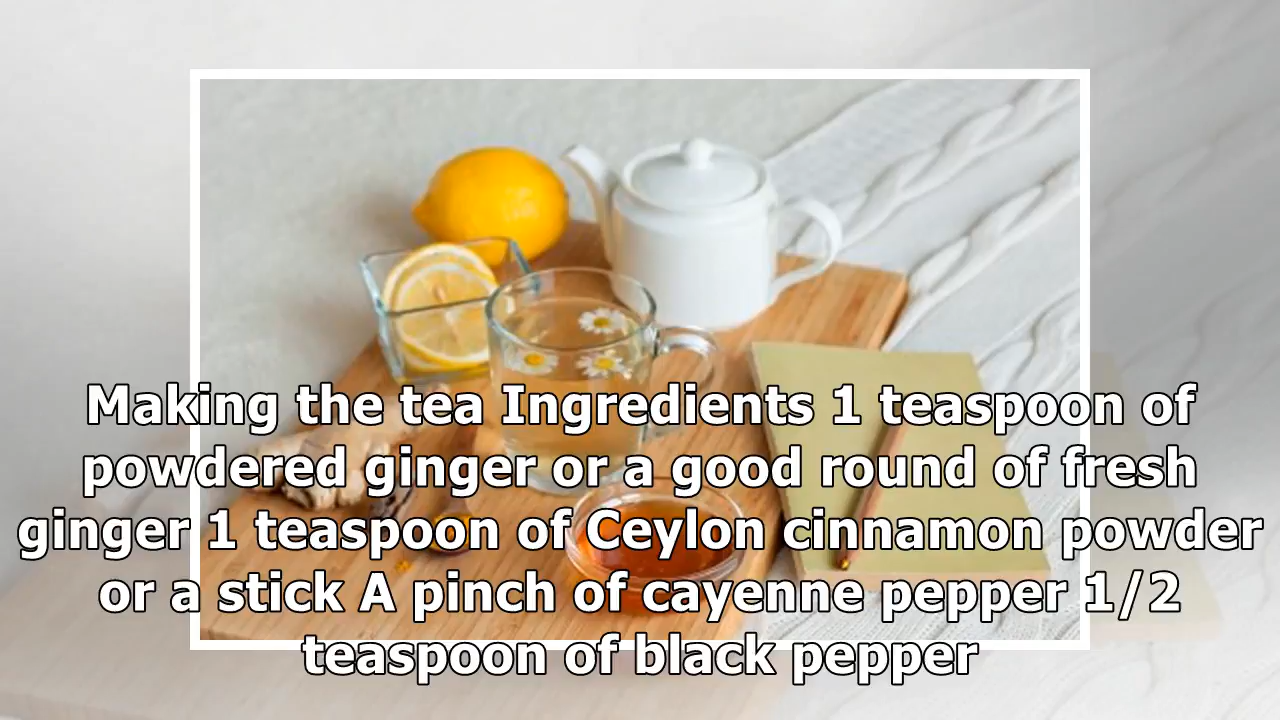 Making the tea Ingredients 1 teaspoon of
powdered ginger or a good round of fresh
ginger 1 teaspoon of Ceylon cinnamon powder
or a stick A pinch of cayenne pepper 1/2
teaspoon of black pepper